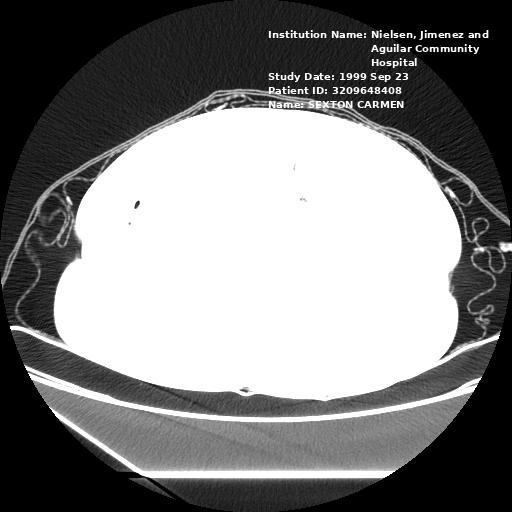 Institution Name: Nielsen, Jimenez and
Aguilar Community
Hospital
Study Date: 1999 Sep 23
Patient ID: 3209648408
Name: SEXTON CARMEN